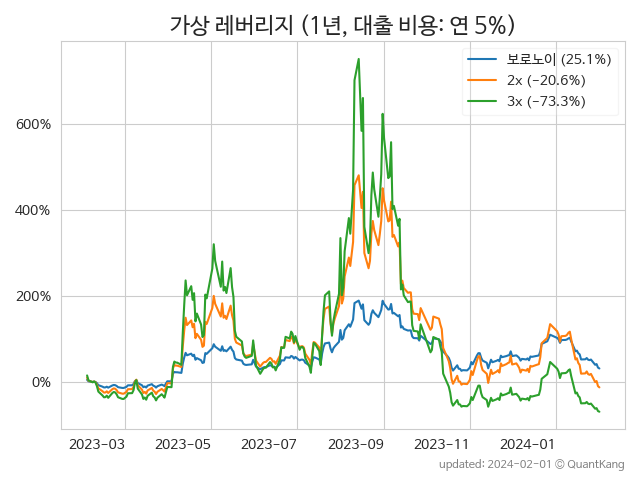 가상 레버리지 (1년, 대출 비용: 연 5%)
보로노이 (25.1%)
2x (-20.6%)
3x (-73.3%)
600%
400%
200%
0%
2023-03 2023-05 2023-07 2023-09 2023-11 2024-01
updated: 2024-02-01 © QuantKang